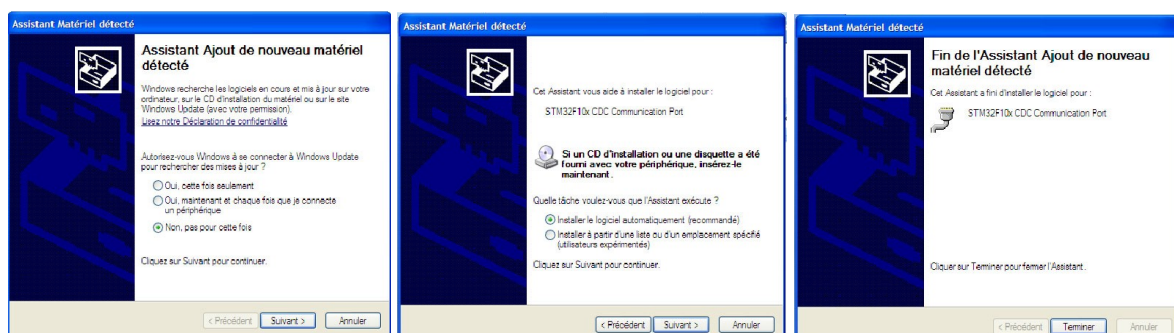 Assistant Matériel détecté
Assistant Ajout de nouveau matériel
détecté
Windows recherche les logiciels en cours et mis à jour sur votre
ordinateur, sur le CD d'installation du matériel ou sur le site
Windows Update (avec votre permission).
Lisez notre Déclaration de confidentialité
Autorisez-vous Windows à se connecter à Windows Update
pour rechercher des mises à jour ?
Oui, cette fois seulement
Oui, maintenant et chaque fois que je connecte
un périphérique
Non, pas pour cette fois
Cliquez sur Suivant pour continuer.
< Précédent
Suivant >
Annuler
Assistant Matériel détecté
Cet Assistant vous aide à installer le logiciel pour :
STM32F10x CDC Communication Port
Si un CD d'installation ou une disquette a été
fourni avec votre périphérique, insérez-le
maintenant.
Quelle tâche voulez-vous que l'Assistant exécute ?
Installer le logiciel automatiquement (recommandé)
Installer à partir d'une liste ou d'un emplacement spécifié
(utilisateurs expérimentés)
Cliquez sur Suivant pour continuer.
< Précédent
Suivant >
Annuler
Assistant Matériel détecté
Fin de l'Assistant Ajout de nouveau
matériel détecté
Cet Assistant a fini d'installer le logiciel pour :
STM32F10x CDC Communication Port
Cliquer sur Terminer pour fermer l'Assistant.
< Précédent
Terminer
Annuler